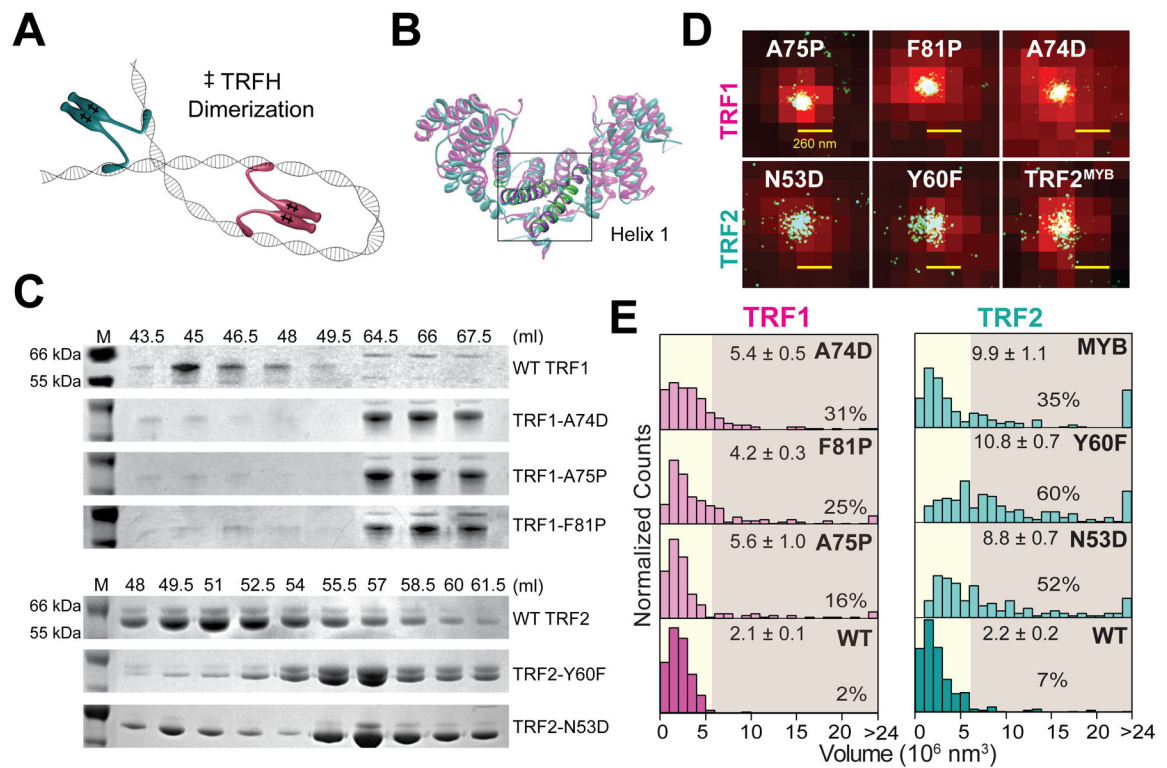 A
‡ TRFH
Dimerization
‡‡
‡‡
‡‡
‡‡
B
Helix 1
C
M 43.5 45 46.5 48 49.5 64.5 66 67.5 (ml)
66 kDa
55 kDa
WT TRF1
TRF1-A74D
TRF1-A75P
TRF1-F81P
M 48 49.5 51 52.5 54 55.5 57 58.5 60 61.5 (ml)
66 kDa
55 kDa
WT TRF2
TRF2-Y60F
TRF2-N53D
D
TRF1
A75P F81P A74D
260 nm
TRF2
N53D Y60F TRF2MYB
E
TRF1
Normalized Counts
5.4 ± 0.5 A74D
31%
4.2 ± 0.3 F81P
25%
5.6 ± 1.0 A75P
16%
2.1 ± 0.1 WT
2%
0 5 10 15 20 >24
TRF2
9.9 ± 1.1 MYB
35%
10.8 ± 0.7 Y60F
60%
8.8 ± 0.7 N53D
52%
2.2 ± 0.2 WT
7%
0 5 10 15 20 >24
Volume (10⁶ nm³)